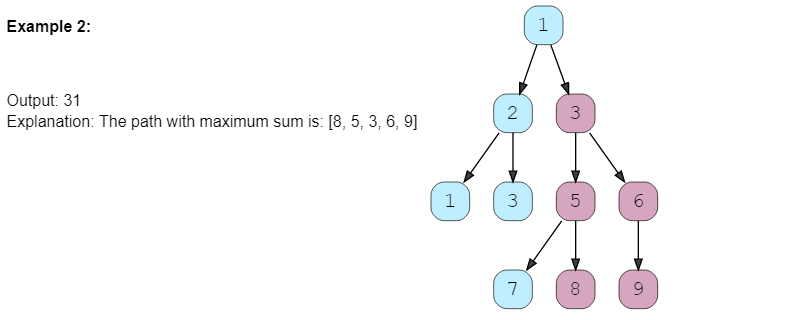 Example 2:
Output: 31
Explanation: The path with maximum sum is: [8, 5, 3, 6, 9]
1
2 3
1 3 5 6
7 8 9